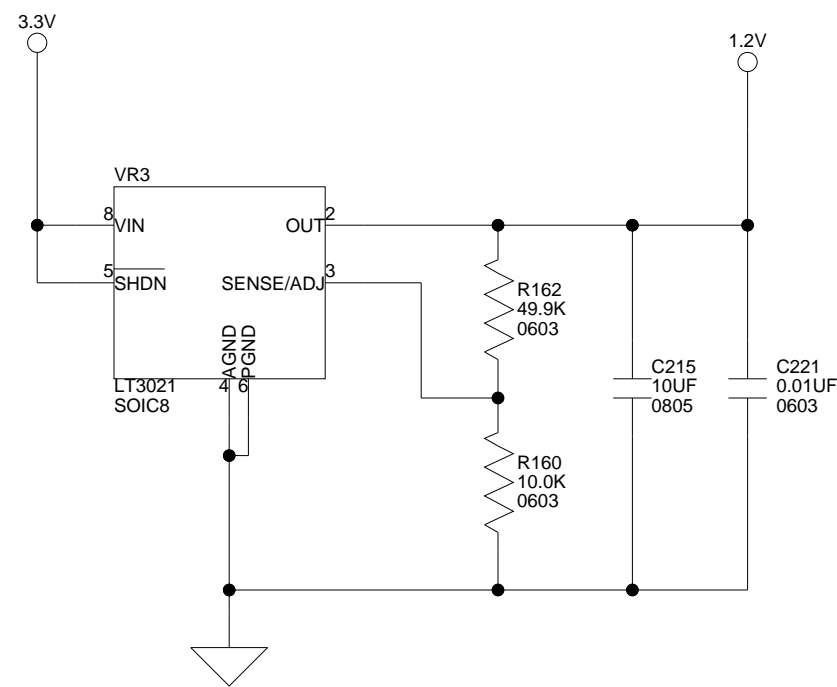 3.3V
1.2V
VR3
8
VIN
OUT
2
5
SHDN
SENSE/ADJ
3
R162
49.9K
0603
AGND
PGND
4
6
LT3021
SOIC8
C215
10UF
0805
C221
0.01UF
0603
R160
10.0K
0603